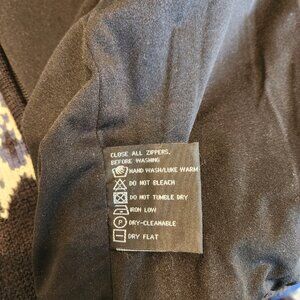 CLOSE ALL ZIPPERS.
BEFORE WASHING
HAND WASH/LUKE WARM
DO NOT BLEACH
DO NOT TUMBLE DRY
IRON LOW
P DRY-CLEANABLE
DRY FLAT